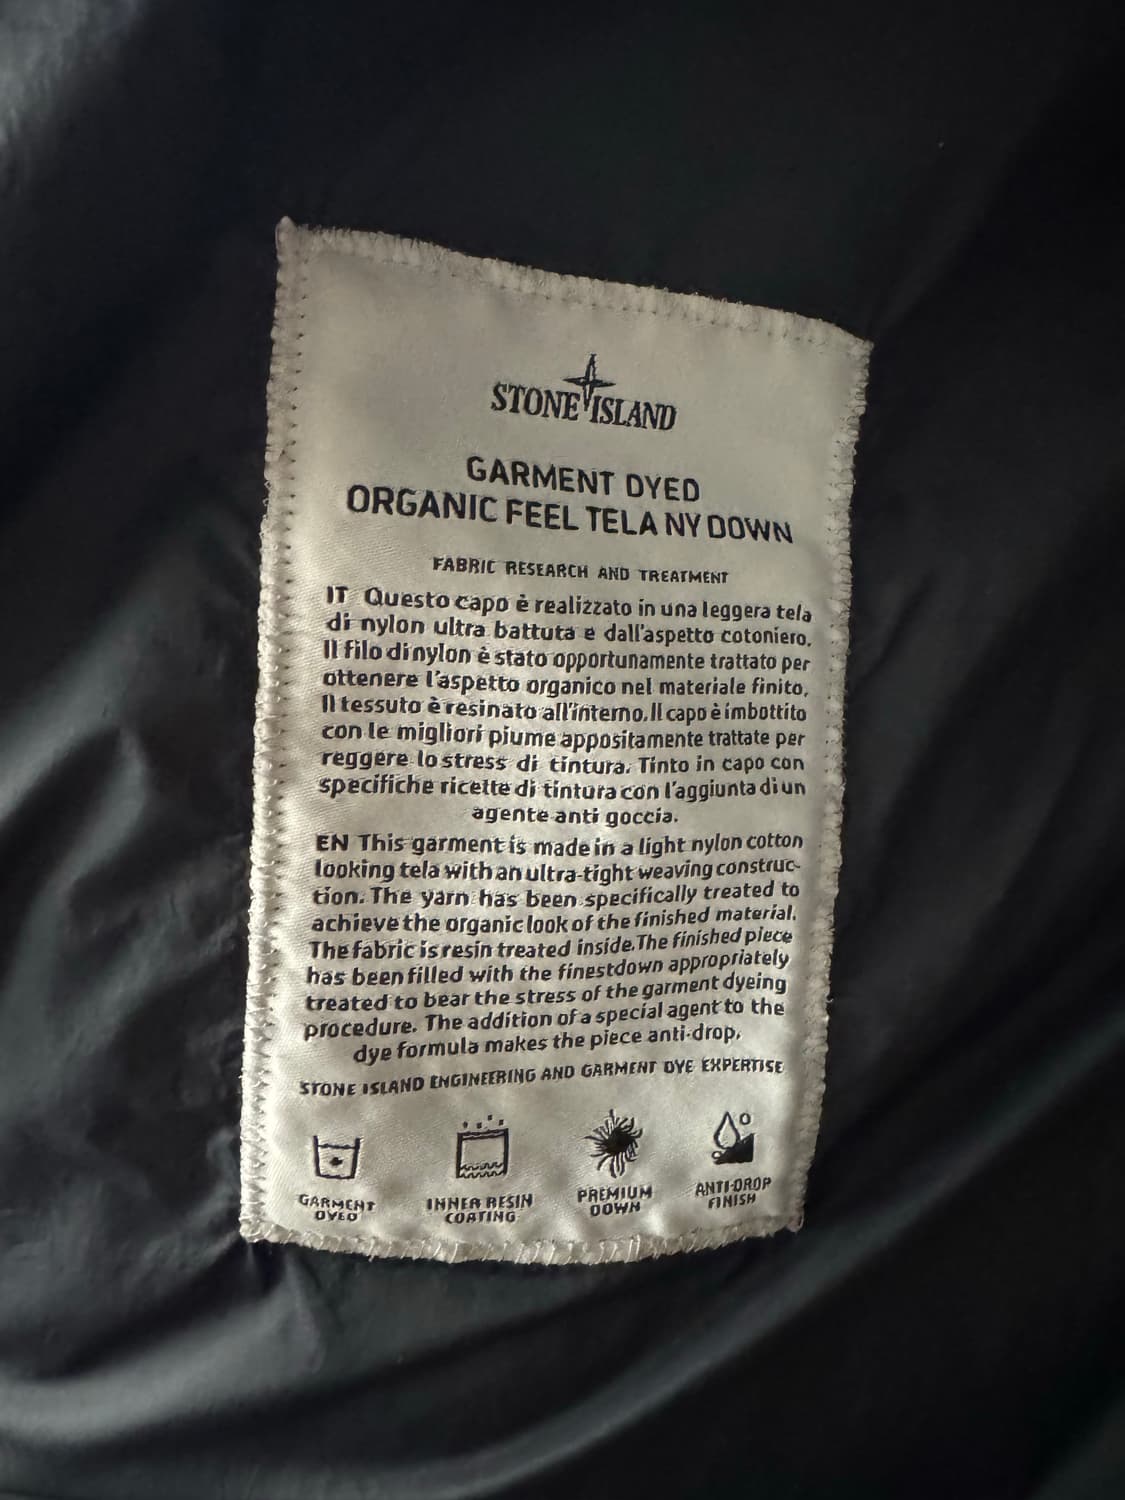 STONE ISLAND
GARMENT DYED
ORGANIC FEEL TELA NY DOWN
FABRIC RESEARCH AND TREATMENT
IT Questo capo è realizzato in una leggera tela
di nylon ultra battuta e dall'aspetto cotoniero.
Il filo di nylon è stato opportunamente trattato per
ottenere l'aspetto organico nel materiale finito.
Il tessuto è resinato all'interno. Il capo è imbottito
con le migliori piume appositamente trattate per
reggere lo stress di tintura. Tinto in capo con
specifiche ricette di tintura con l'aggiunta di un
agente anti goccia.
EN This garment is made in a light nylon cotton
looking tela with an ultra-tight weaving construc-
tion. The yarn has been specifically treated to
achieve the organic look of the finished material.
The fabric is resin treated inside. The finished piece
has been filled with the finest down appropriately
treated to bear the stress of the garment dyeing
procedure. The addition of a special agent to the
dye formula makes the piece anti-drop.
STONE ISLAND ENGINEERING AND GARMENT DYE EXPERTISE
GARMENT
DYED
INNER RESIN
COATING
PREMIUM
DOWN
ANTI-DROP
FINISH